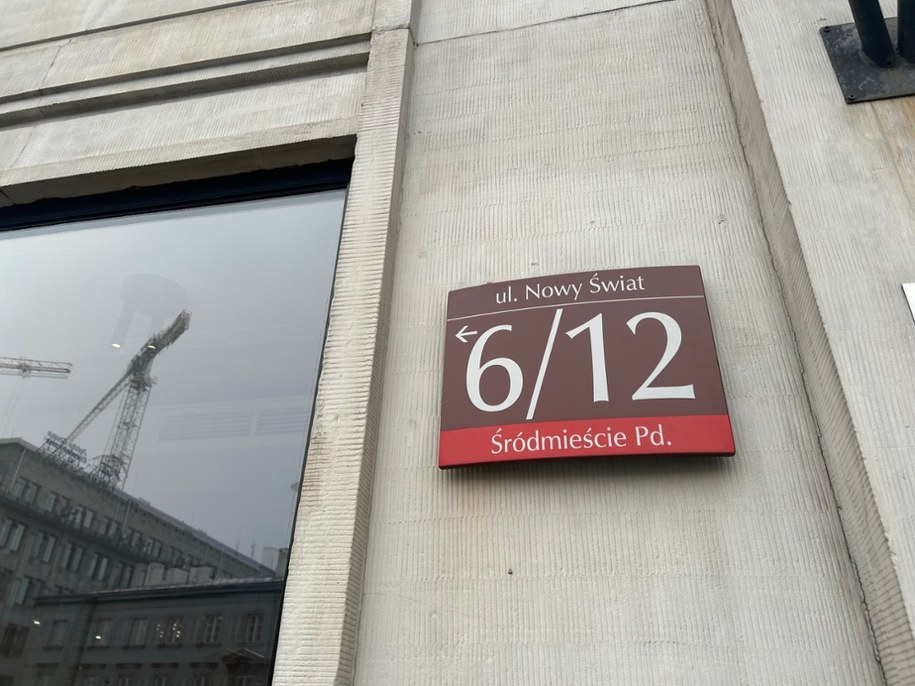 ul. Nowy Świat
← 6/12
Śródmieście Pd.